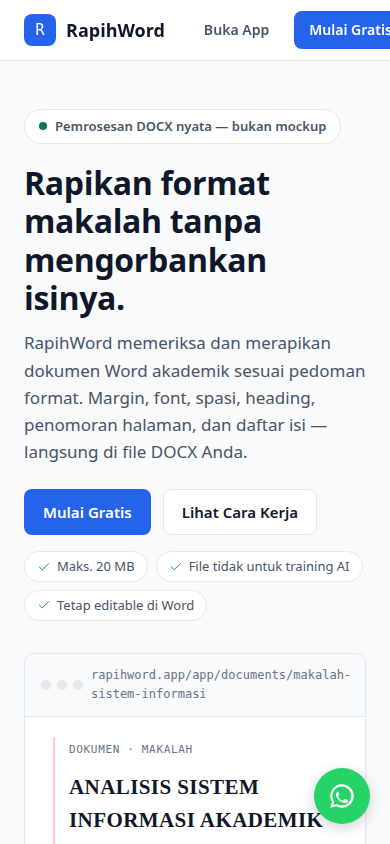 R RapihWord Buka App Mulai Gratis
Pemrosesan DOCX nyata — bukan mockup
Rapikan format
makalah tanpa
mengorbankan
isinya.
RapihWord memeriksa dan merapikan
dokumen Word akademik sesuai pedoman
format. Margin, font, spasi, heading,
penomoran halaman, dan daftar isi —
langsung di file DOCX Anda.
Mulai Gratis Lihat Cara Kerja
Maks. 20 MB File tidak untuk training AI
Tetap editable di Word
rapihword.app/app/documents/makalah-
sistem-informasi
DOKUMEN · MAKALAH
ANALISIS SISTEM
INFORMASI AKADEMIK